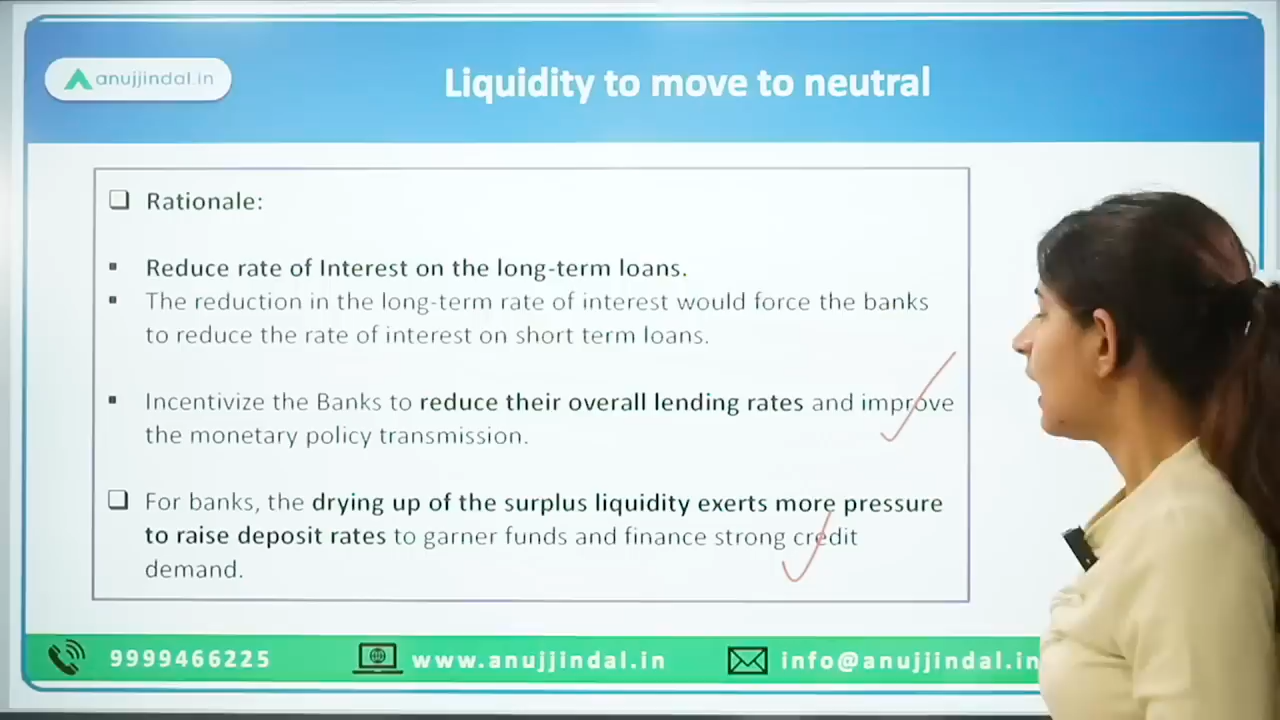 anujjindal.in
Liquidity to move to neutral
Rationale:
Reduce rate of Interest on the long-term loans.
The reduction in the long-term rate of interest would force the banks
to reduce the rate of interest on short term loans.
Incentivize the Banks to reduce their overall lending rates and improve
the monetary policy transmission.
For banks, the drying up of the surplus liquidity exerts more pressure
to raise deposit rates to garner funds and finance strong credit
demand.
9999466225
www.anujjindal.in
info@anujjindal.in